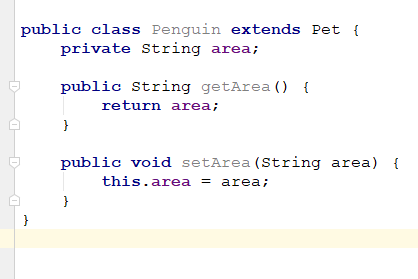 public class Penguin extends Pet {
    private String area;
    public String getArea() {
        return area;
    }
    public void setArea(String area) {
        this.area = area;
    }
}